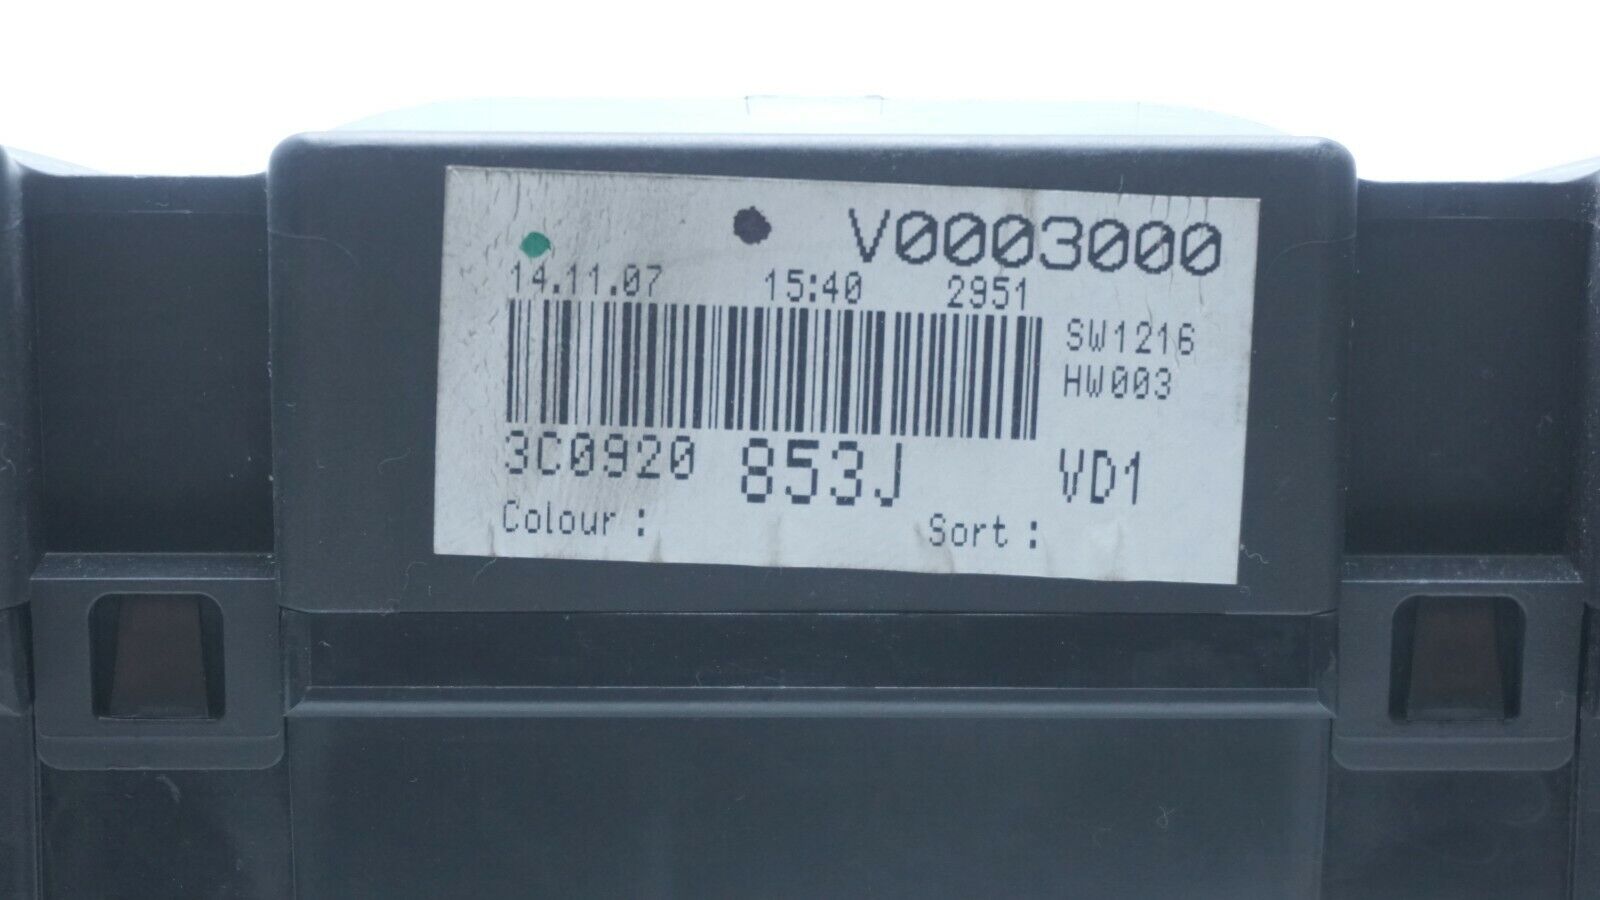 V0003000
14.11.07 15:40 2951
SW1216
HW003
3C0920 853J VD1
Colour : Sort :